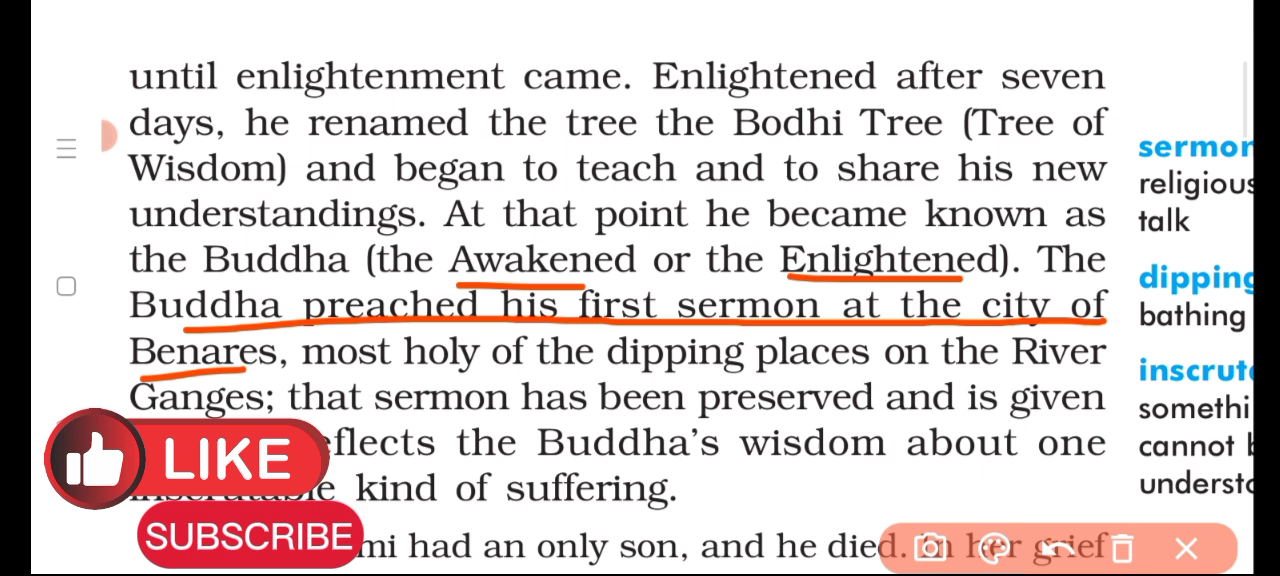 until enlightenment came. Enlightened after seven
days, he renamed the tree the Bodhi Tree (Tree of
Wisdom) and began to teach and to share his new
understandings. At that point he became known as
the Buddha (the Awakened or the Enlightened). The
Buddha preached his first sermon at the city of
Benares, most holy of the dipping places on the River
Ganges; that sermon has been preserved and is given
eflects the Buddha's wisdom about one
kind of suffering.
mi had an only son, and he died. In her grief
sermon
religious
talk
dipping
bathing
inscrut
somethi
cannot
underst
LIKE
SUBSCRIBE